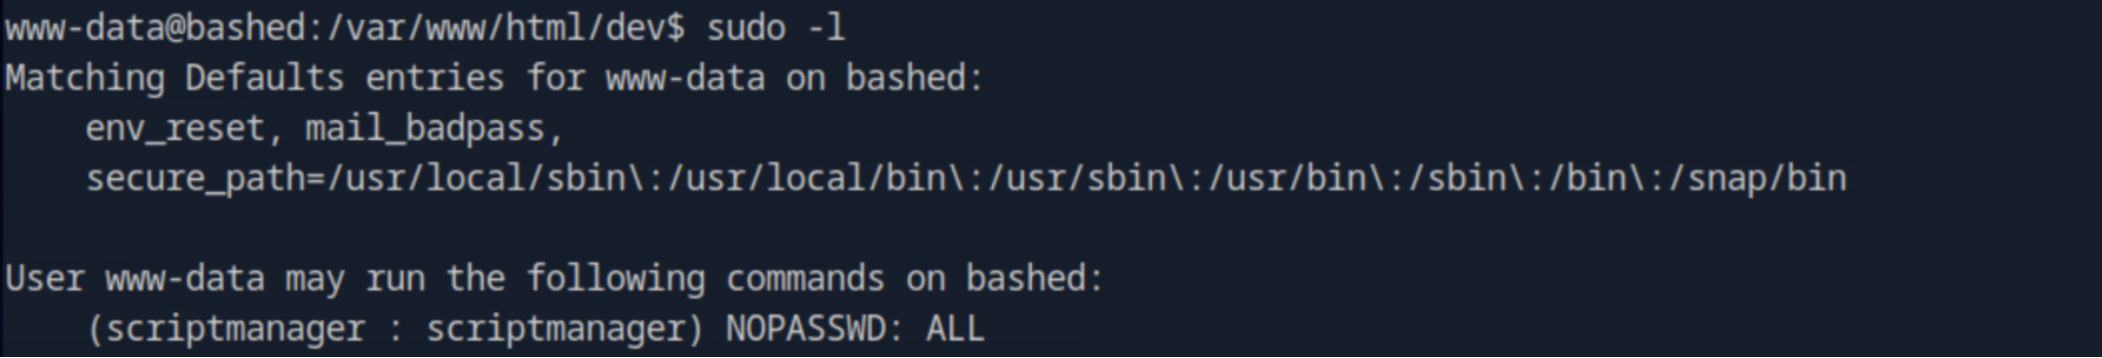 www-data@bashed:/var/www/html/dev$ sudo -l
Matching Defaults entries for www-data on bashed:
    env_reset, mail_badpass,
    secure_path=/usr/local/sbin\:/usr/local/bin\:/usr/sbin\:/usr/bin\:/sbin\:/bin\:/snap/bin

User www-data may run the following commands on bashed:
    (scriptmanager : scriptmanager) NOPASSWD: ALL